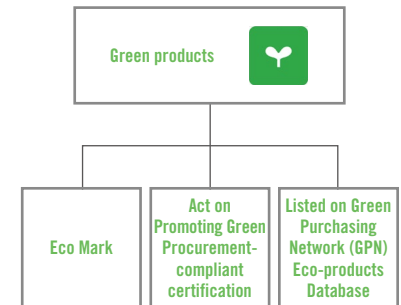 Green products
Eco Mark
Act on
Promoting Green
Procurement-
compliant
certification
Listed on Green
Purchasing
Network (GPN)
Eco-products
Database